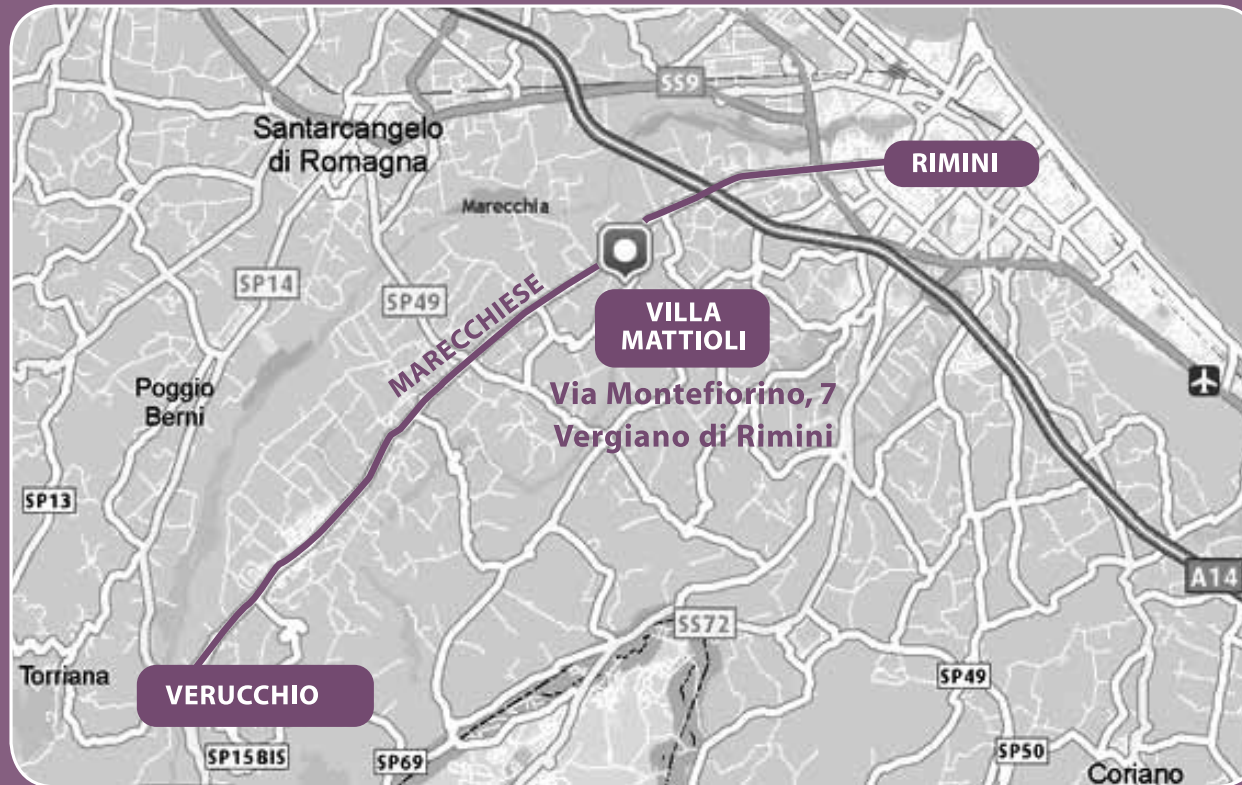 SS9
Santarcangelo
di Romagna
RIMINI
Marecchia
SP14
SP49
MARECCHIESE
VILLA
MATTIOLI
Via Montefiorino, 7
Vergiano di Rimini
Poggio
Berni
SP13
A14
SS72
Torriana
VERUCCHIO
SP49
SP15BIS
SP69
SP50
Coriano